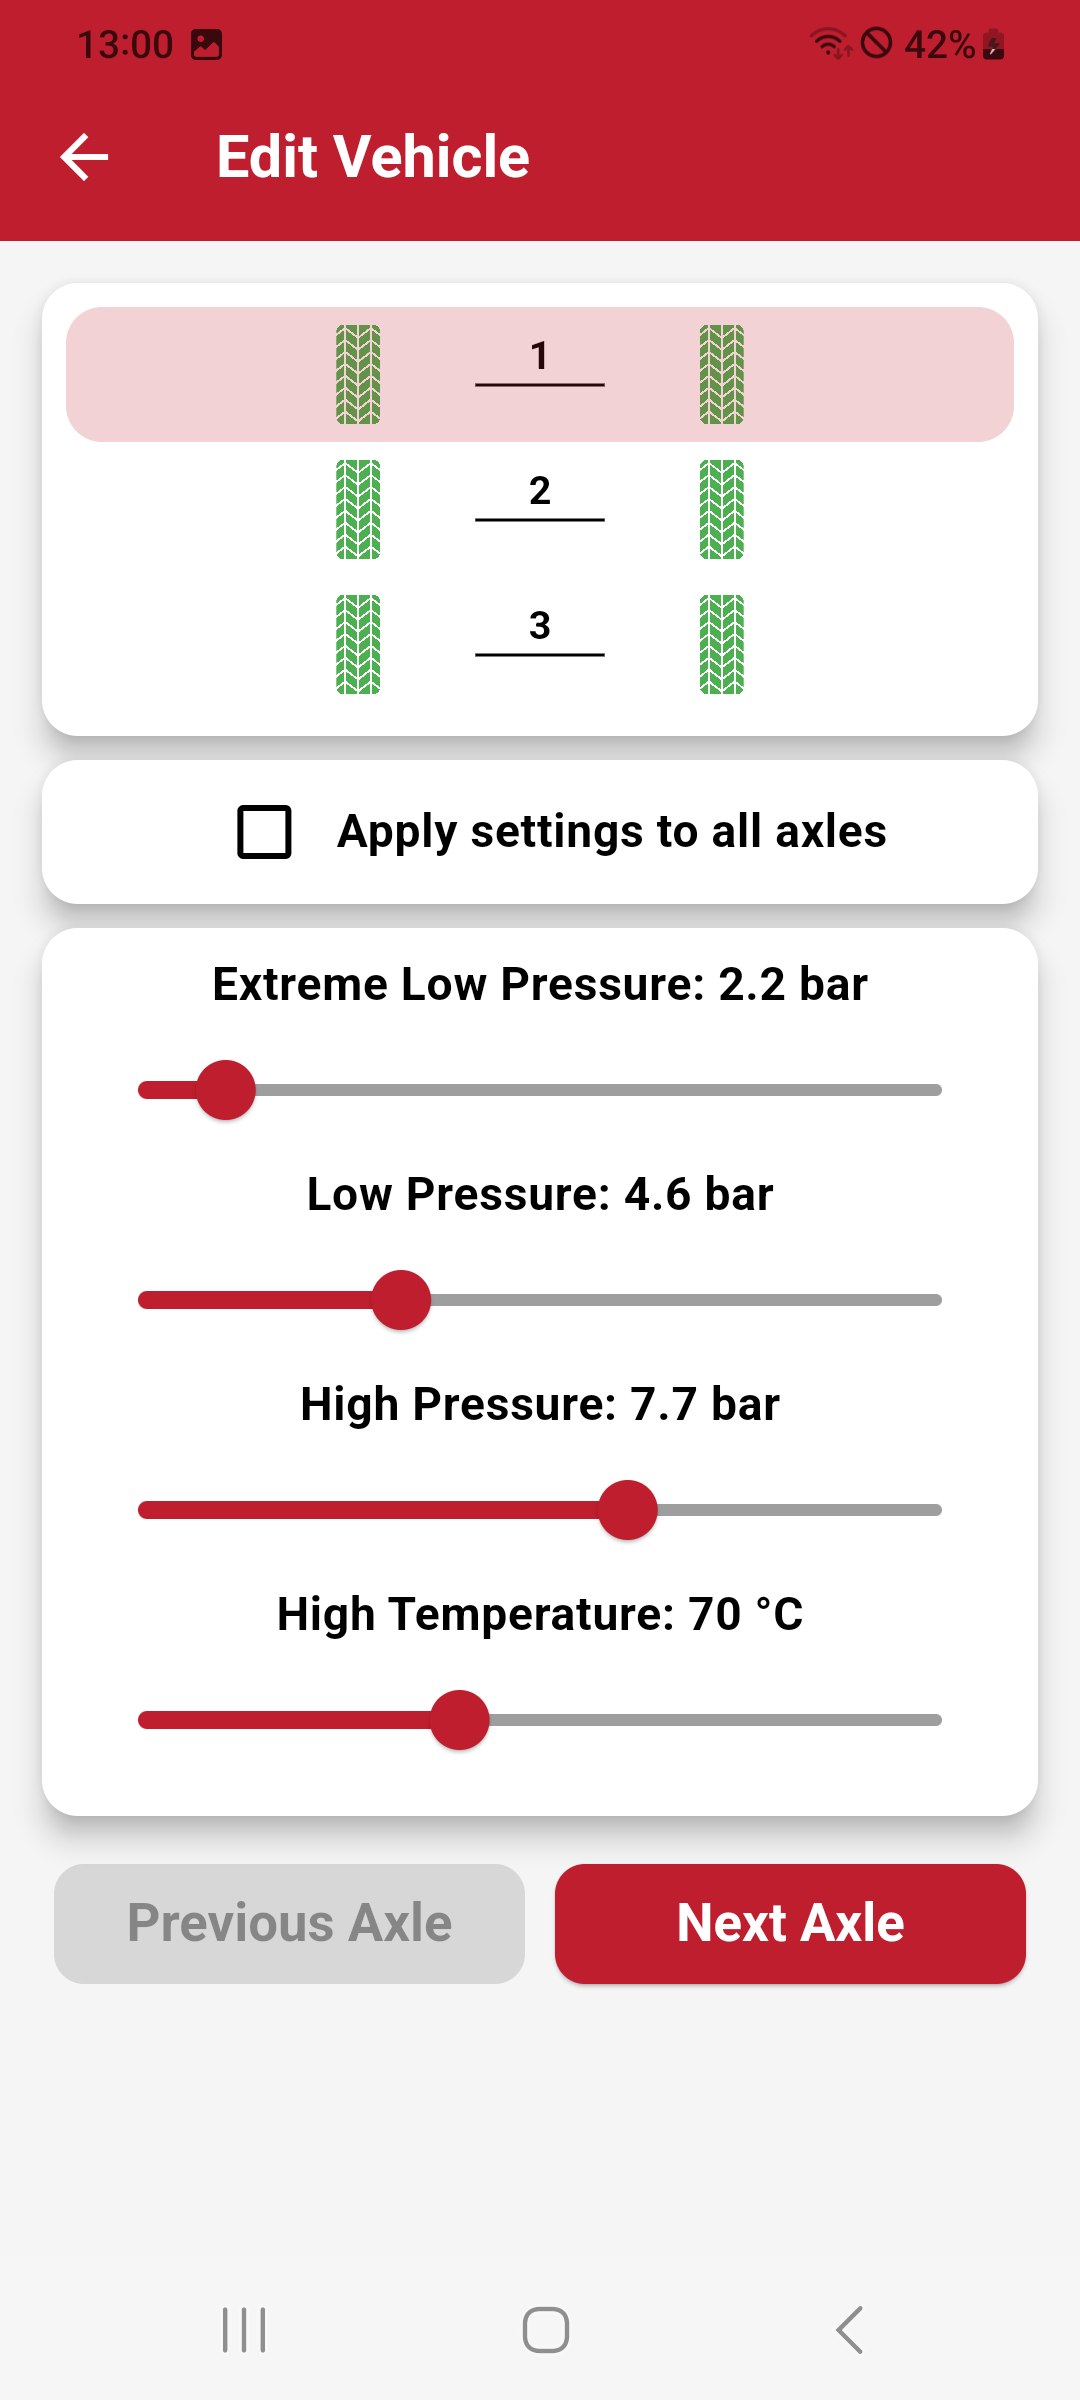 13:00
42%
Edit Vehicle
1
2
3
Apply settings to all axles
Extreme Low Pressure: 2.2 bar
Low Pressure: 4.6 bar
High Pressure: 7.7 bar
High Temperature: 70 °C
Previous Axle
Next Axle